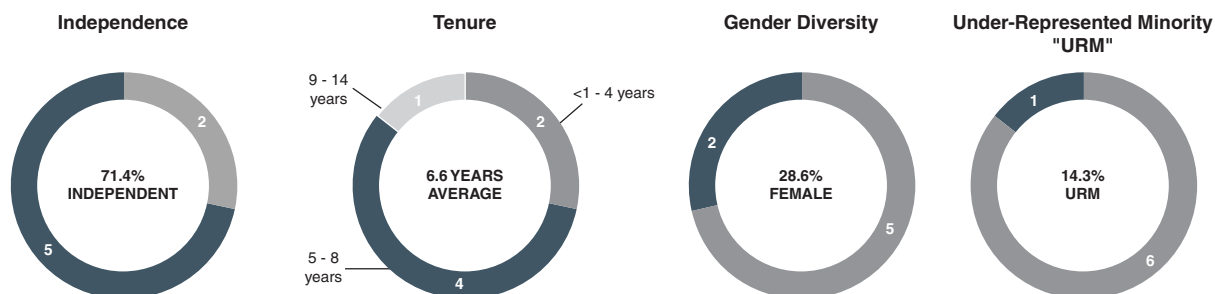 Independence
2
71.4%
INDEPENDENT
5
Tenure
9 - 14
years
1
<1 - 4 years
2
6.6 YEARS
AVERAGE
5 - 8
years
4
Gender Diversity
2
28.6%
FEMALE
5
Under-Represented Minority
"URM"
1
14.3%
URM
6